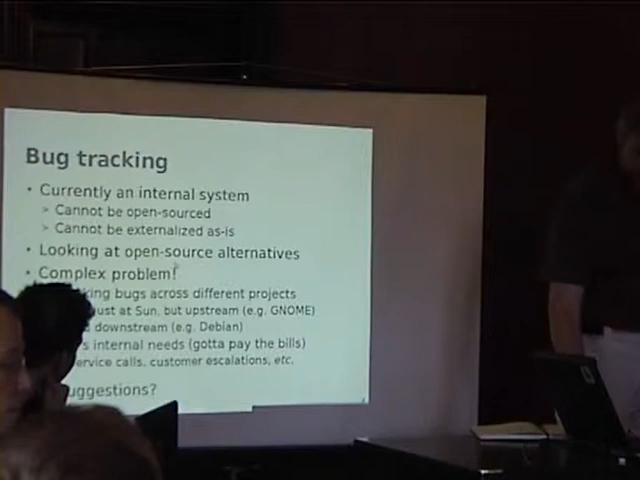 Bug tracking
• Currently an internal system
> Cannot be open-sourced
> Cannot be externalized as-is
• Looking at open-source alternatives
• Complex problem!
king bugs across different projects
ust at Sun, but upstream (e.g. GNOME)
d downstream (e.g. Debian)
s internal needs (gotta pay the bills)
ervice calls, customer escalations, etc.
uggestions?